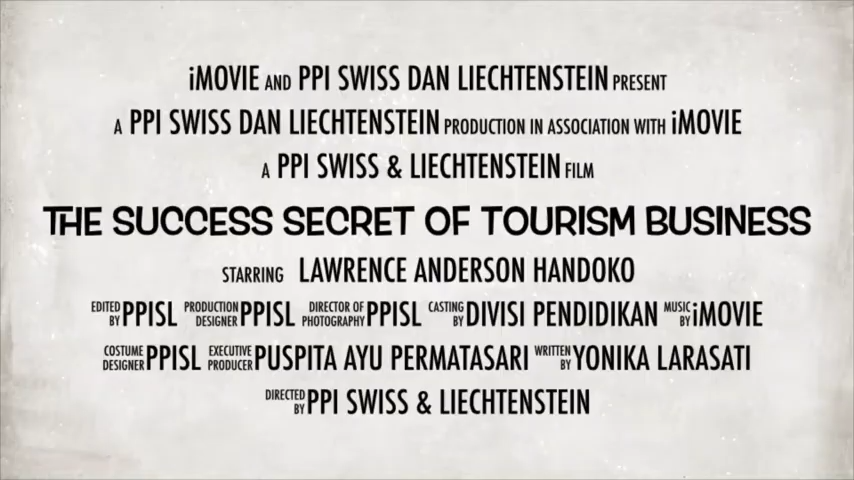 iMOVIE AND PPI SWISS DAN LIECHTENSTEIN PRESENT
A PPI SWISS DAN LIECHTENSTEIN PRODUCTION IN ASSOCIATION WITH iMOVIE
A PPI SWISS & LIECHTENSTEIN FILM
THE SUCCESS SECRET OF TOURISM BUSINESS
STARRING LAWRENCE ANDERSON HANDOKO
EDITED BY PPISL PRODUCTION DESIGNER PPISL DIRECTOR OF PHOTOGRAPHY PPISL CASTING BY DIVISI PENDIDIKAN MUSIC BY iMOVIE
COSTUME DESIGNER PPISL EXECUTIVE PRODUCER PUSPITA AYU PERMATASARI WRITTEN BY YONIKA LARASATI
DIRECTED BY PPI SWISS & LIECHTENSTEIN